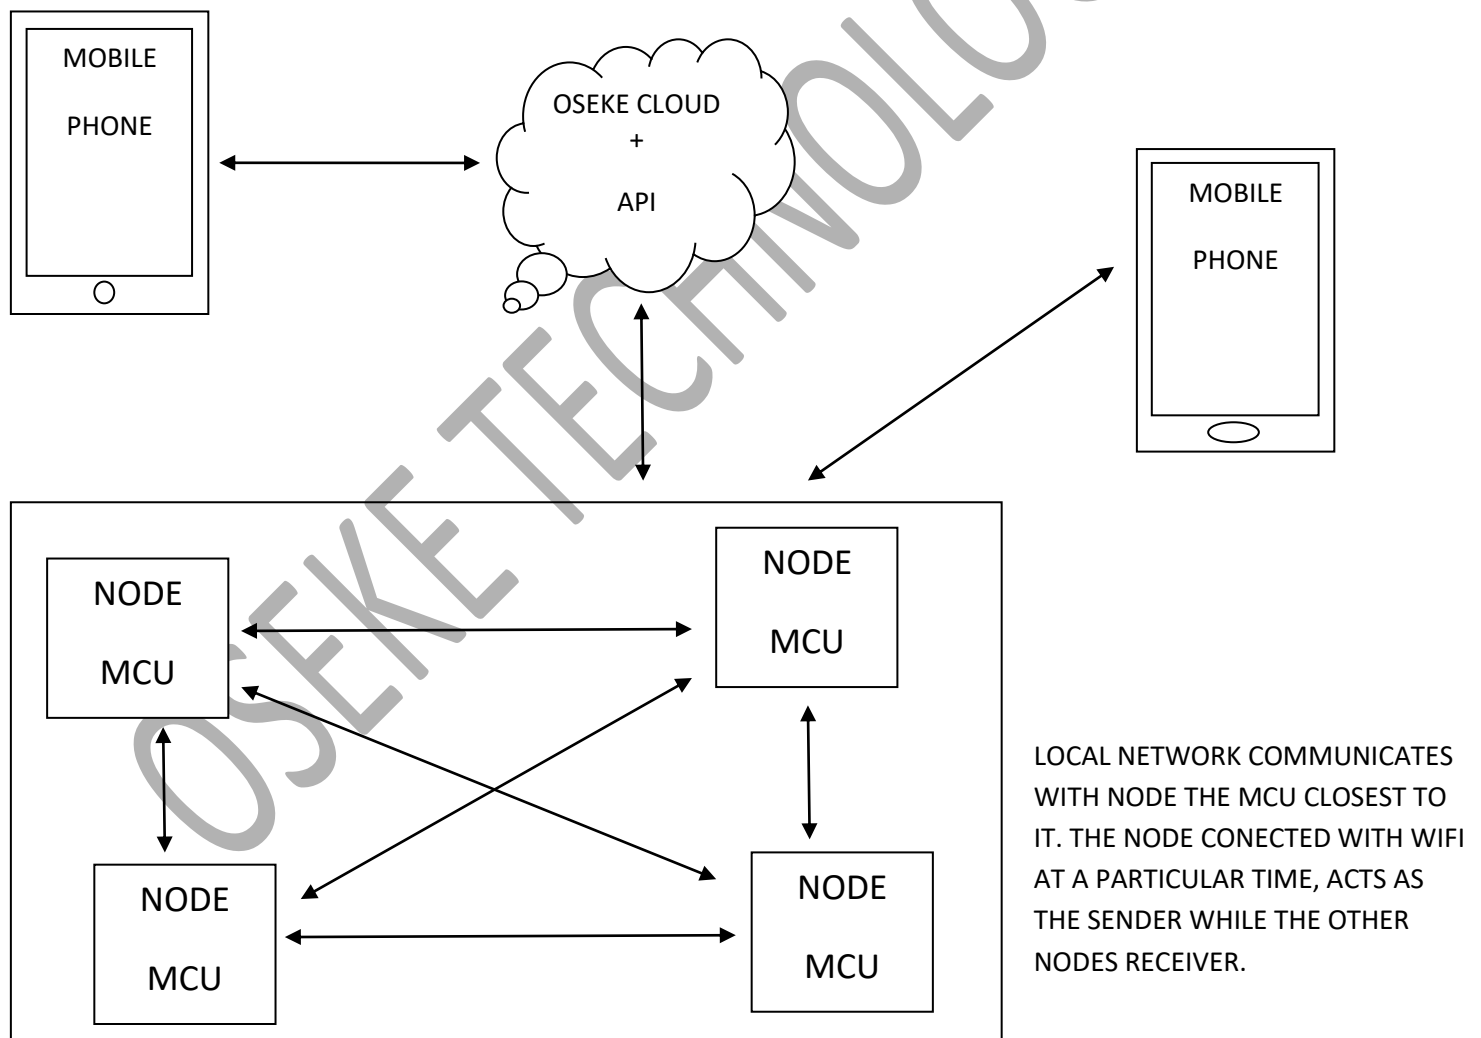 MOBILE
PHONE
OSEKE CLOUD
+
API
MOBILE
PHONE
OSEKE TECHNOLO
NODE
MCU
NODE
MCU
NODE
MCU
NODE
MCU
LOCAL NETWORK COMMUNICATES
WITH NODE THE MCU CLOSEST TO
IT. THE NODE CONECTED WITH WIFI
AT A PARTICULAR TIME, ACTS AS
THE SENDER WHILE THE OTHER
NODES RECEIVER.